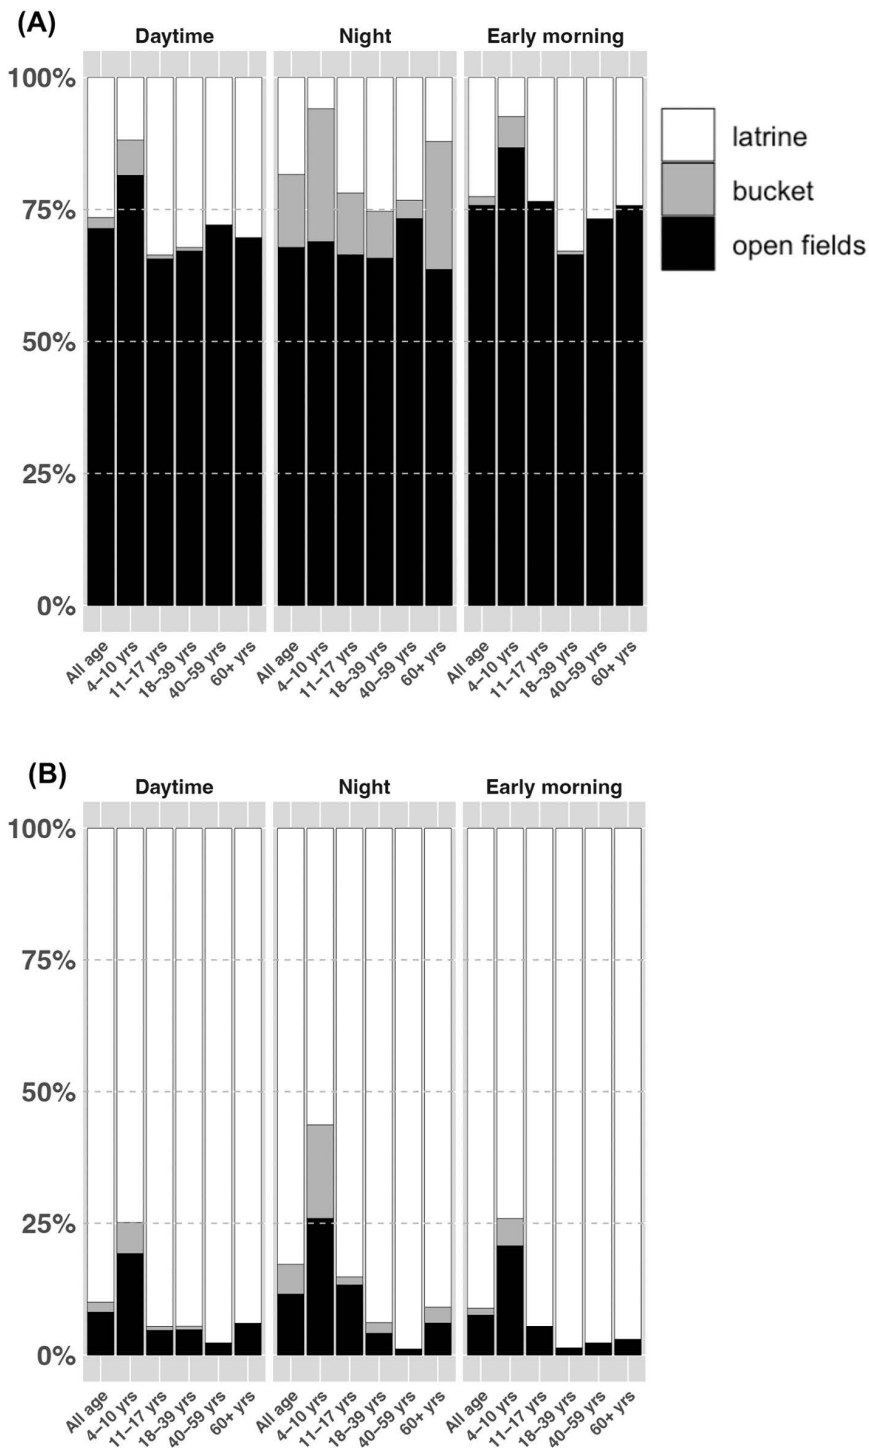 (A)
Daytime Night Early morning
100%
75%
50%
25%
0%
latrine
bucket
open fields
All age 4–10 yrs 11–17 yrs 18–39 yrs 40–59 yrs 60+ yrs All age 4–10 yrs 11–17 yrs 18–39 yrs 40–59 yrs 60+ yrs All age 4–10 yrs 11–17 yrs 18–39 yrs 40–59 yrs 60+ yrs
(B)
Daytime Night Early morning
100%
75%
50%
25%
0%
All age 4–10 yrs 11–17 yrs 18–39 yrs 40–59 yrs 60+ yrs All age 4–10 yrs 11–17 yrs 18–39 yrs 40–59 yrs 60+ yrs All age 4–10 yrs 11–17 yrs 18–39 yrs 40–59 yrs 60+ yrs